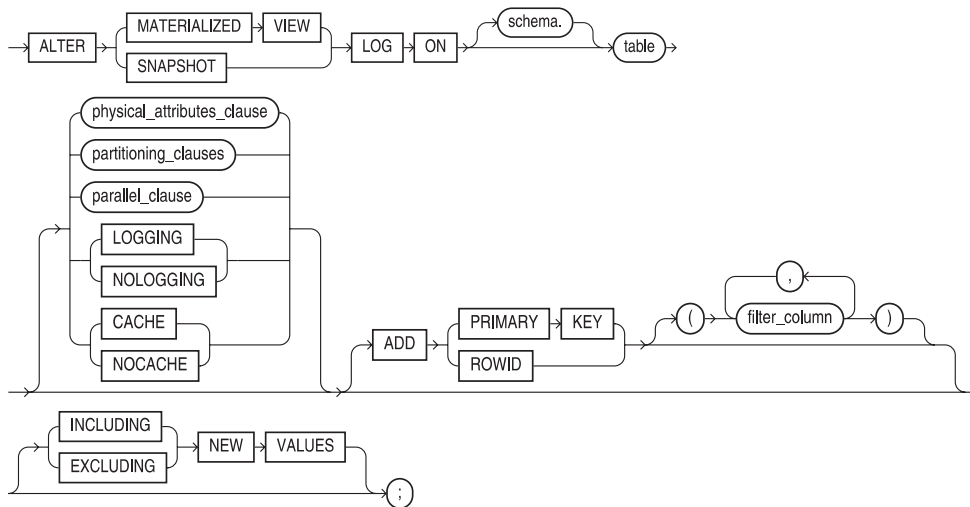 schema.
MATERIALIZED VIEW
ALTER LOG ON table
SNAPSHOT
physical_attributes_clause
partitioning_clauses
parallel_clause
LOGGING
NOLOGGING
CACHE
NOCACHE
,
PRIMARY KEY ( filter_column )
ADD
ROWID
INCLUDING
NEW VALUES
EXCLUDING
;